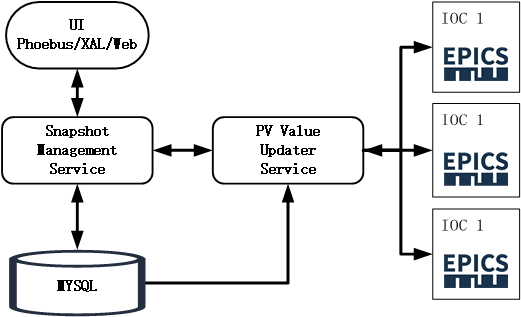 UI
Phoebus/XAL/Web
Snapshot
Management
Service
PV Value
Updater
Service
MYSQL
IOC 1
EPICS
IOC 1
EPICS
IOC 1
EPICS